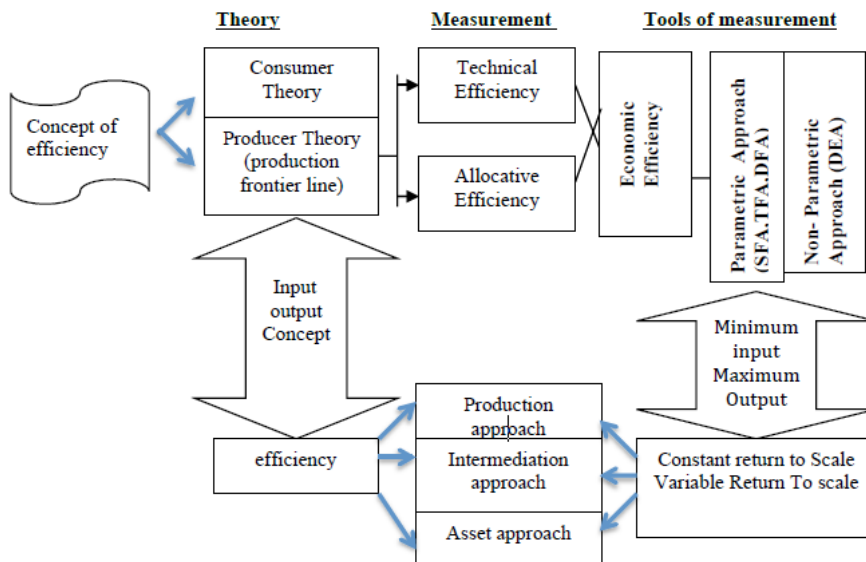 Theory
Measurement
Tools of measurement
Concept of
efficiency
Consumer
Theory
Producer Theory
(production
frontier line)
Technical
Efficiency
Allocative
Efficiency
Economic
Efficiency
Parametric Approach
(SFA.TFA.DFA)
Non- Parametric
Approach (DEA)
Input
output
Concept
Minimum
input
Maximum
Output
efficiency
Production
approach
Intermediation
approach
Asset approach
Constant return to Scale
Variable Return To scale